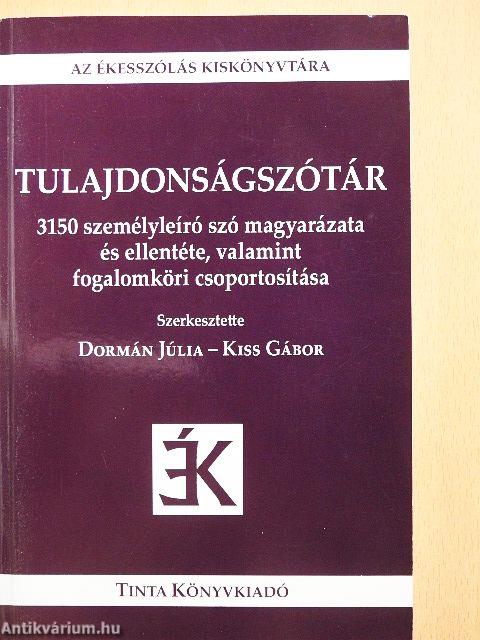 AZ ÉKESSZÓLÁS KISKÖNYVTÁRA
TULAJDONSÁGSZÓTÁR
3150 személyleíró szó magyarázata
és ellentéte, valamint
fogalomköri csoportosítása
Szerkesztette
DORMÁN JÚLIA – KISS GÁBOR
ÉK
TINTA KÖNYVKIADÓ
Antikvárium.hu